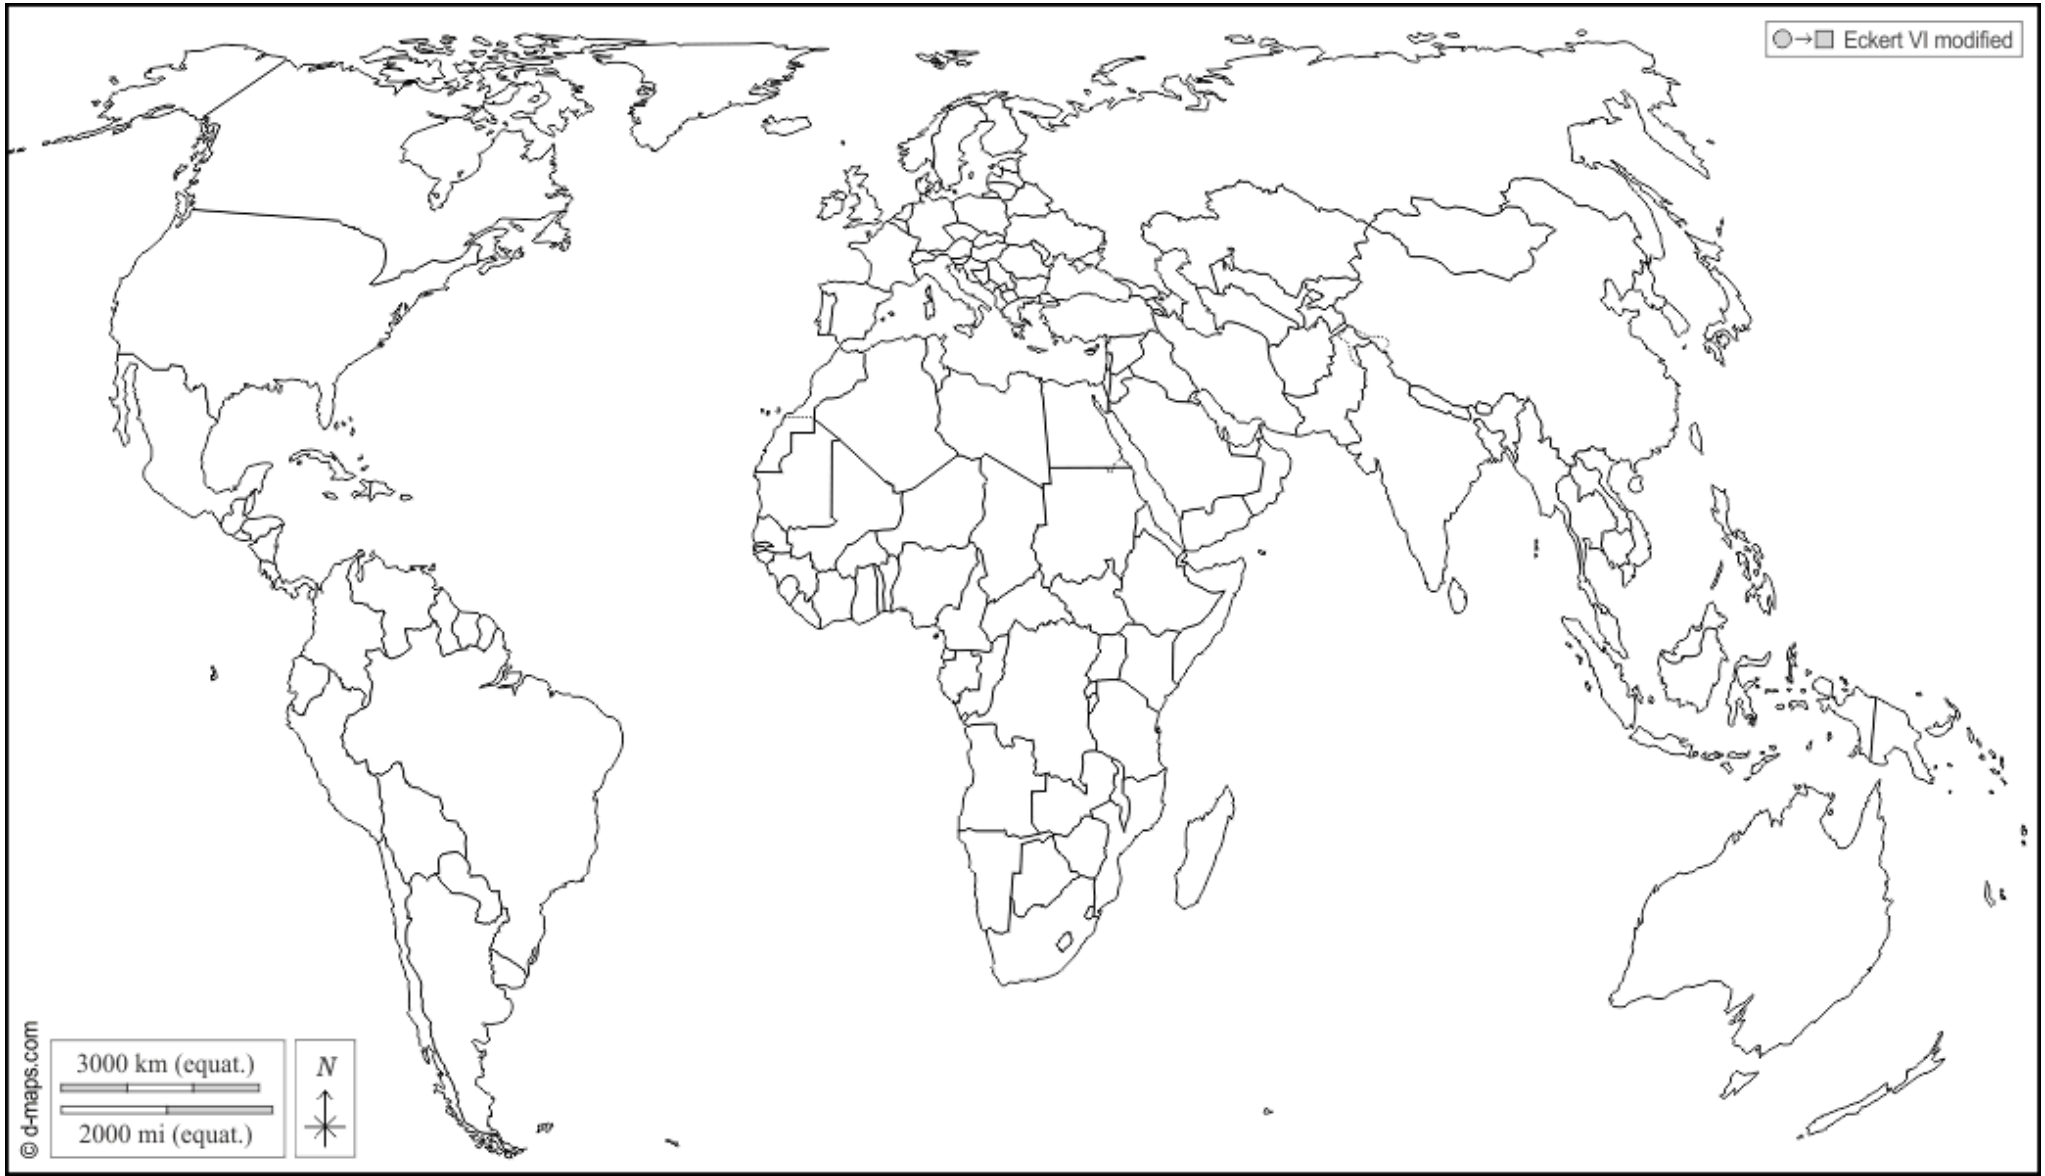 → Eckert VI modified
3000 km (equat.)
2000 mi (equat.)
N
© d-maps.com